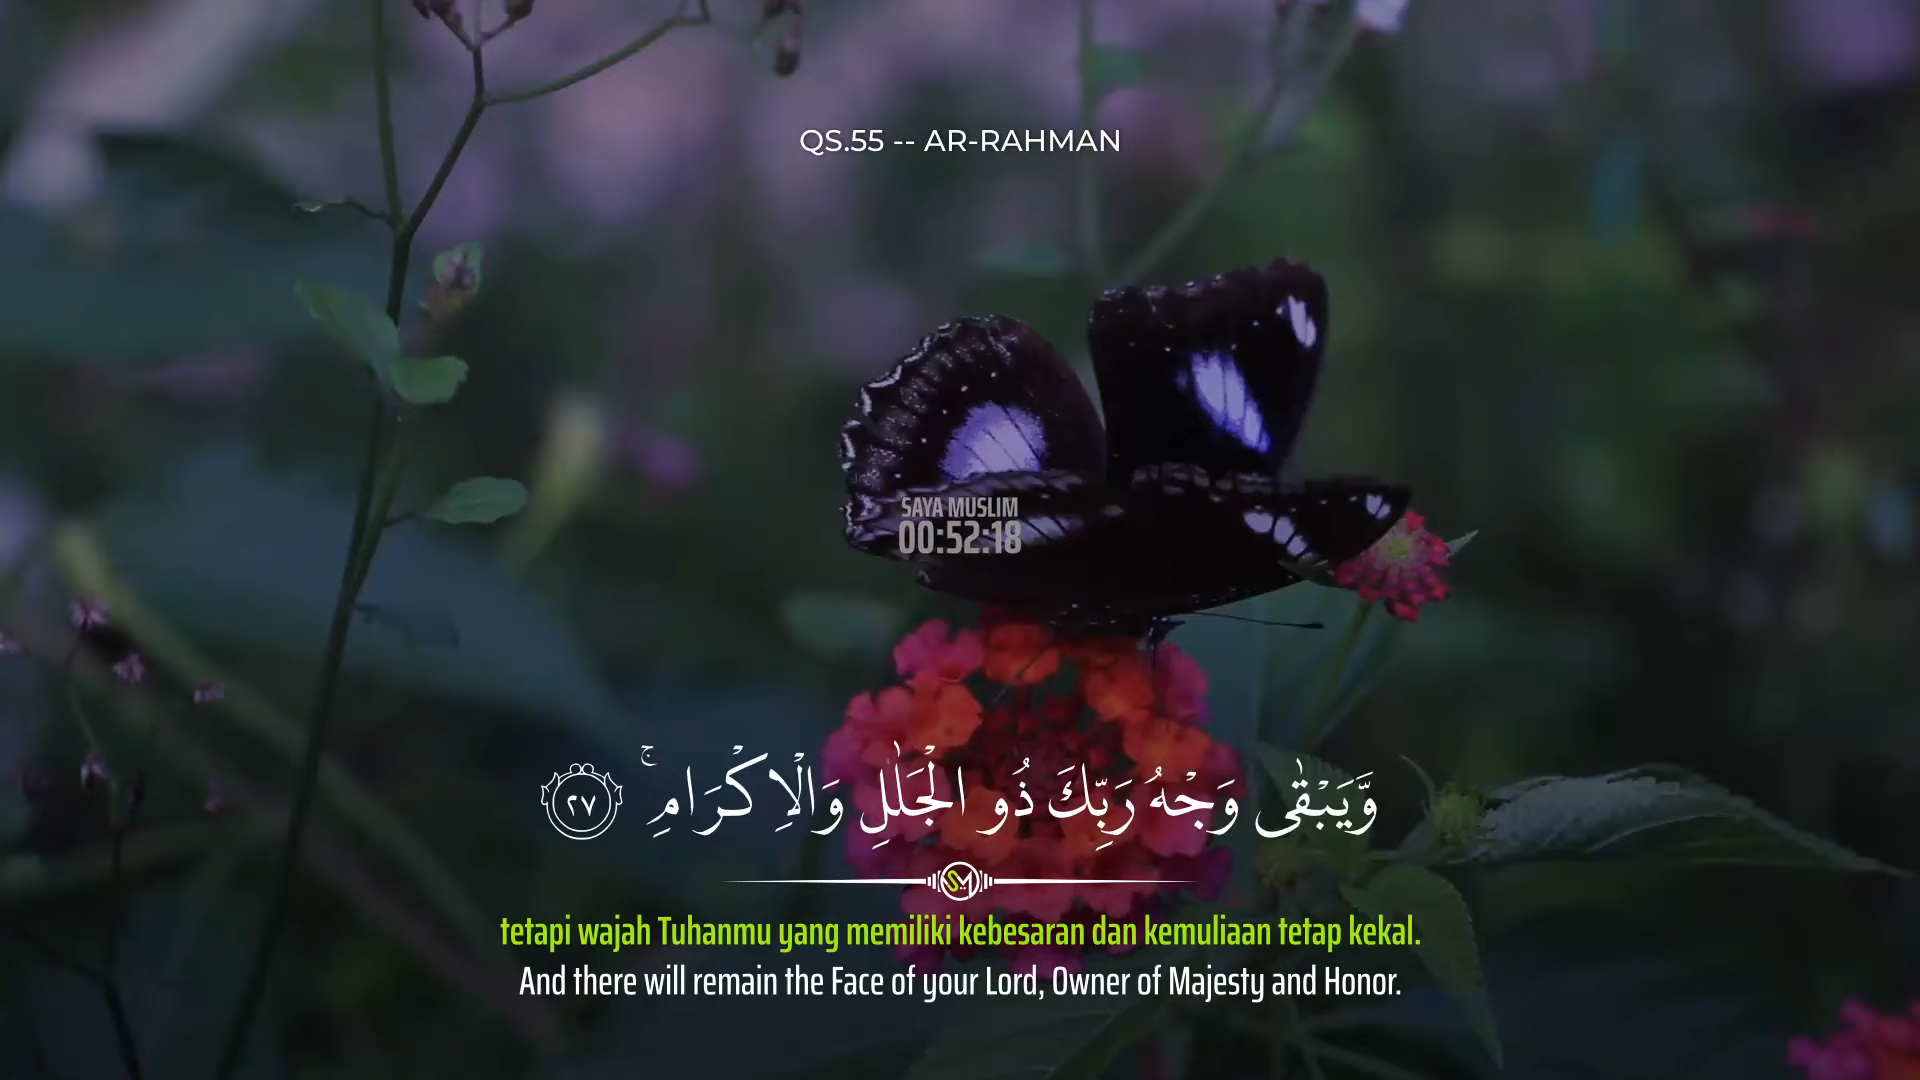 QS.55 -- AR-RAHMAN
SAYA MUSLIM
00:52:18
وَّيَبْقٰى وَجْهُ رَبِّكَ ذُو الْجَلٰلِ وَالْاِكْرَامِۚ ٢٧
SM
tetapi wajah Tuhanmu yang memiliki kebesaran dan kemuliaan tetap kekal.
And there will remain the Face of your Lord, Owner of Majesty and Honor.